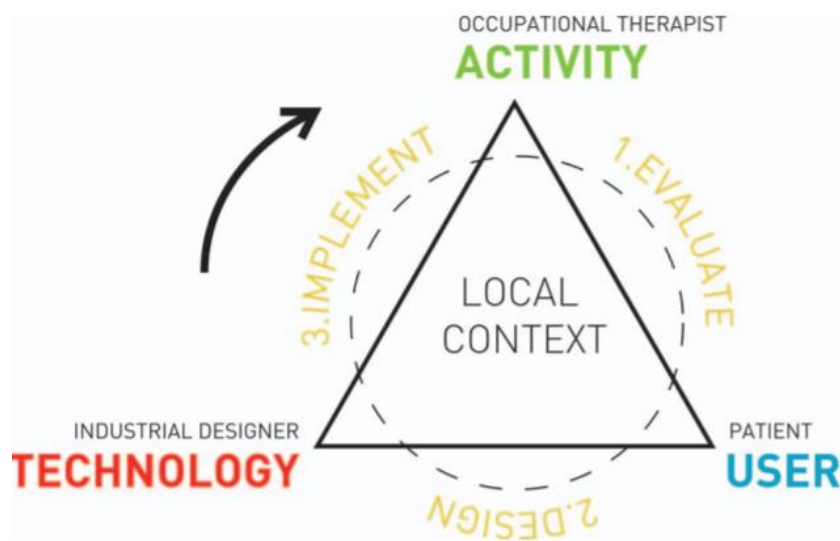 OCCUPATIONAL THERAPIST
ACTIVITY
1.EVALUATE
3.IMPLEMENT
LOCAL
CONTEXT
INDUSTRIAL DESIGNER
TECHNOLOGY
PATIENT
USER
2.DESIGN